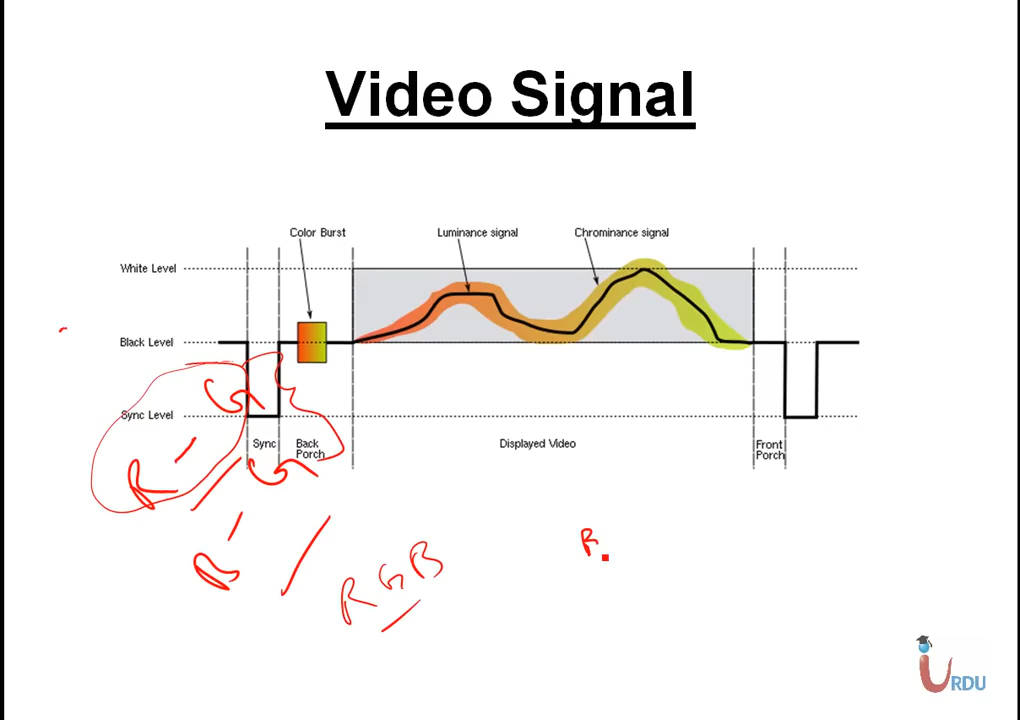 Video Signal
Color Burst Luminance signal Chrominance signal
White Level
Black Level
Sync Level
Sync Back Porch Displayed Video Front Porch
R - G
R - G
RGB
R
iURDU